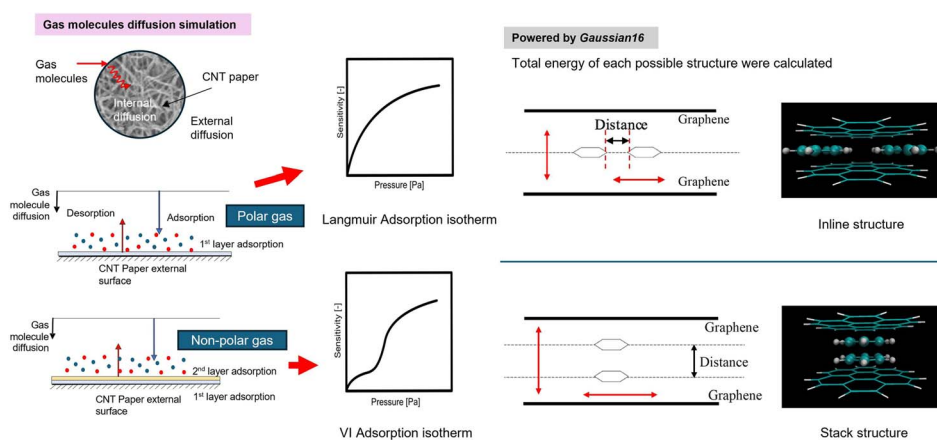 Gas molecules diffusion simulation
Gas
molecules
CNT paper
Internal
diffusion
External
diffusion
Gas
molecule
diffusion
Desorption
Adsorption
Polar gas
1st layer adsorption
CNT Paper external
surface
Sensitivity [-]
Pressure [Pa]
Langmuir Adsorption isotherm
Gas
molecule
diffusion
Non-polar gas
2nd layer adsorption
1st layer adsorption
CNT Paper external
surface
Sensitivity [-]
Pressure [Pa]
VI Adsorption isotherm
Powered by Gaussian16
Total energy of each possible structure were calculated
Graphene
Distance
Graphene
Inline structure
Graphene
Distance
Graphene
Stack structure